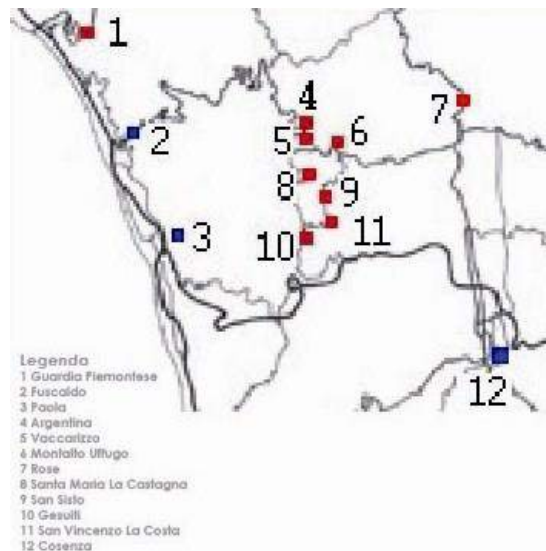 1
2
3
4
5
6
7
8
9
10
11
12
Legenda
1 Guardia Piemontese
2 Fuscaldo
3 Paola
4 Argentina
5 Vaccarizzo
6 Montalto Uffugo
7 Rose
8 Santa Maria La Castagna
9 San Sisto
10 Gesuiti
11 San Vincenzo La Costa
12 Cosenza